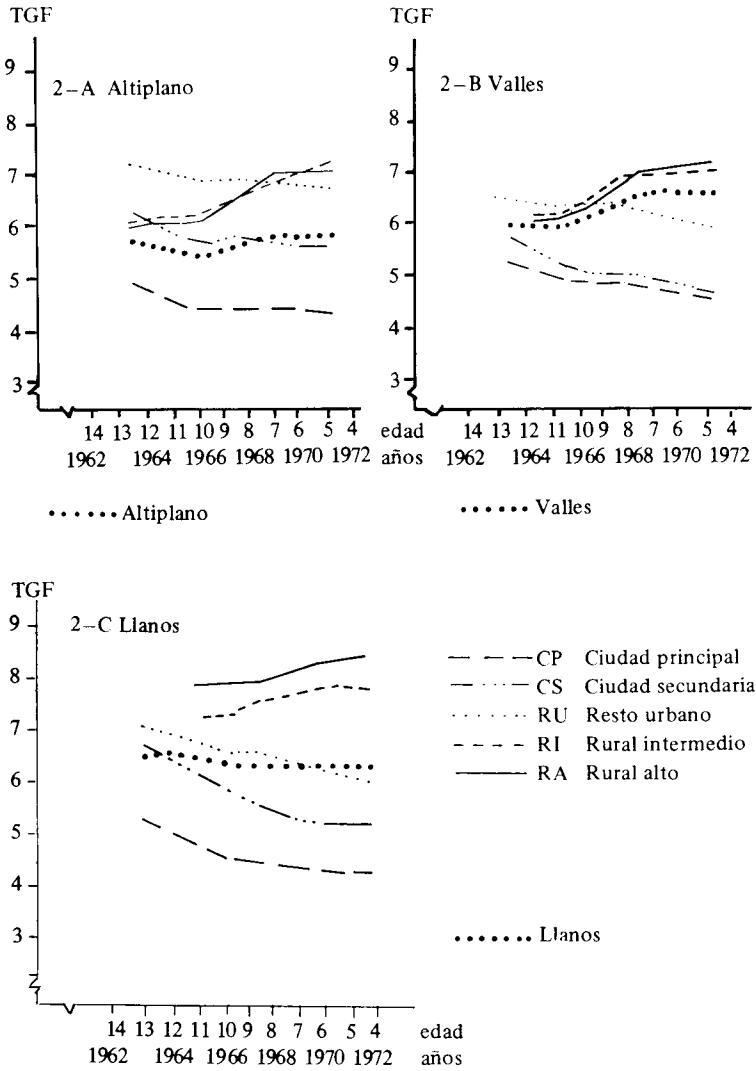 TGF
9
2–A Altiplano
8
7
6
5
4
3
14 13 12 11 10 9 8 7 6 5 4 edad
1962 1964 1966 1968 1970 1972 años
Altiplano
TGF
9
2–B Valles
8
7
6
5
4
3
14 13 12 11 10 9 8 7 6 5 4
1962 1964 1966 1968 1970 1972
Valles
TGF
9
2–C Llanos
8
7
6
5
4
3
14 13 12 11 10 9 8 7 6 5 4 edad
1962 1964 1966 1968 1970 1972 años
CP Ciudad principal
CS Ciudad secundaria
RU Resto urbano
RI Rural intermedio
RA Rural alto
Llanos